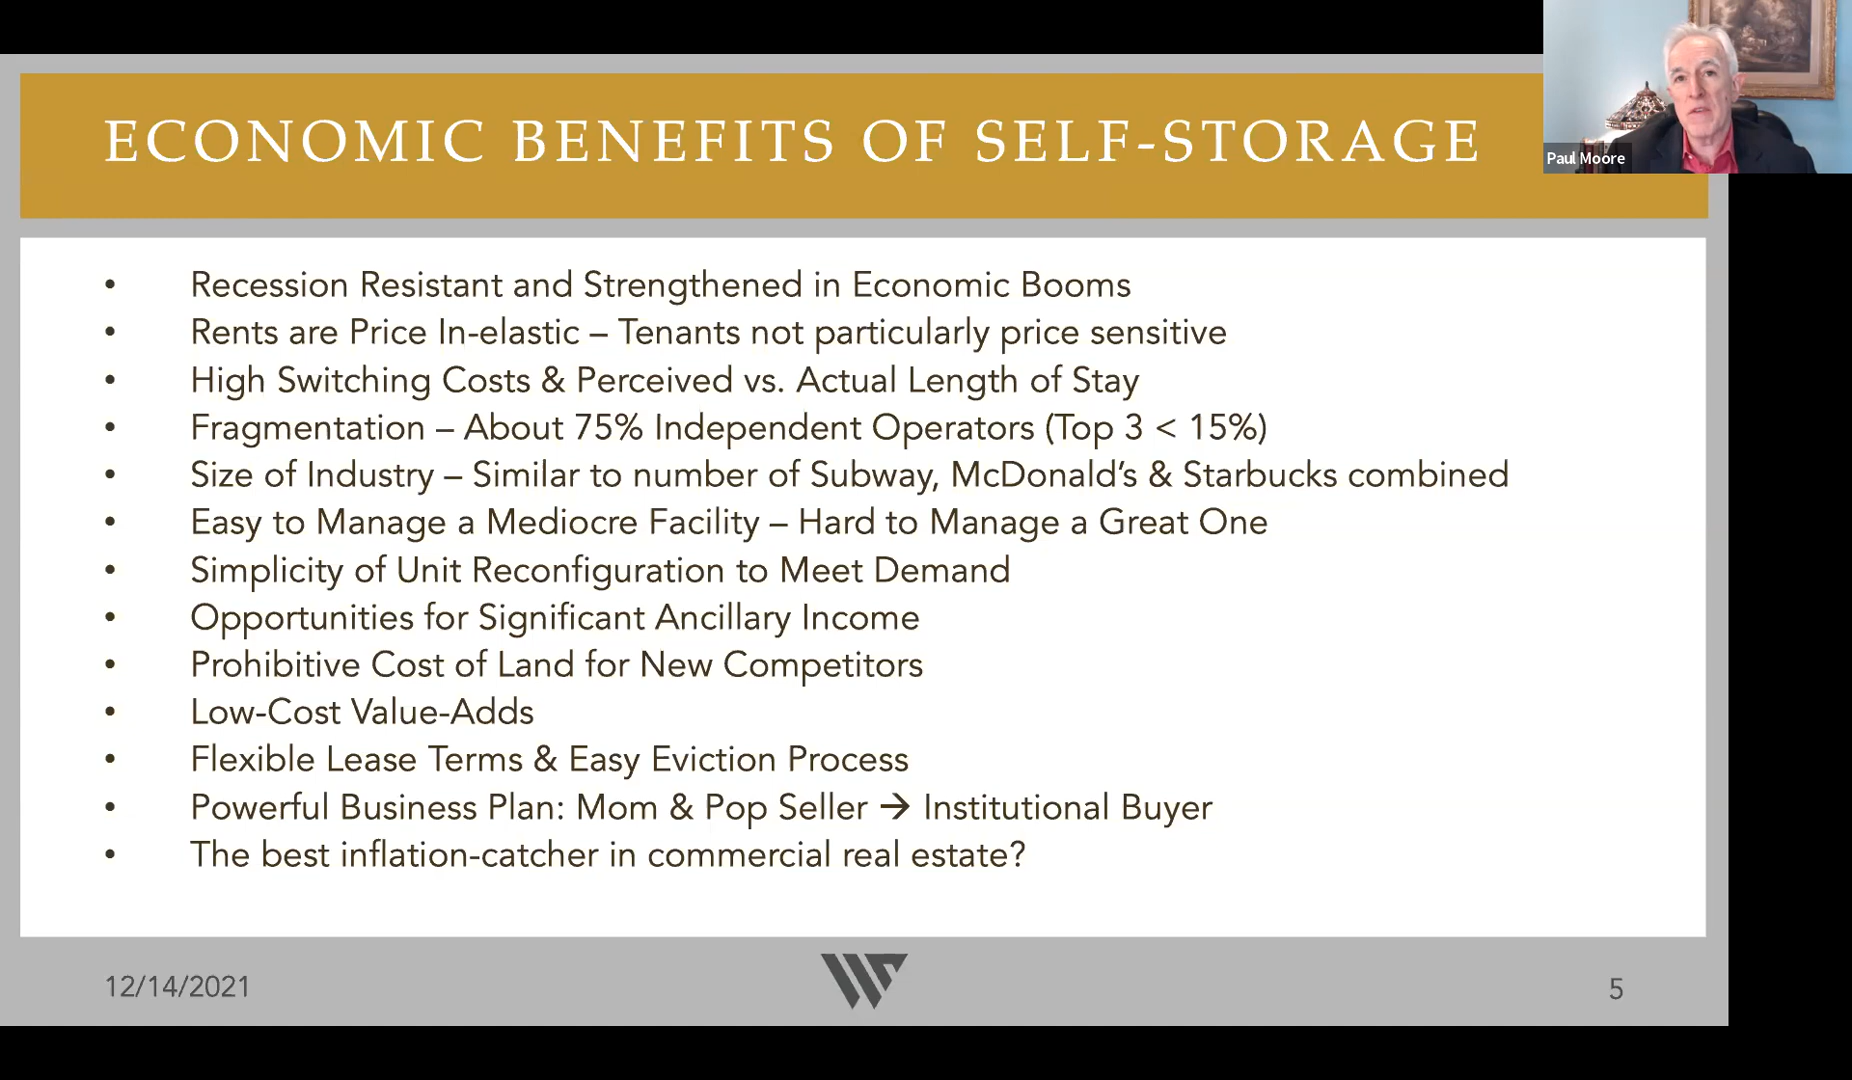 ECONOMIC BENEFITS OF SELF-STORAGE
Paul Moore
• Recession Resistant and Strengthened in Economic Booms
• Rents are Price In-elastic – Tenants not particularly price sensitive
• High Switching Costs & Perceived vs. Actual Length of Stay
• Fragmentation – About 75% Independent Operators (Top 3 < 15%)
• Size of Industry – Similar to number of Subway, McDonald’s & Starbucks combined
• Easy to Manage a Mediocre Facility – Hard to Manage a Great One
• Simplicity of Unit Reconfiguration to Meet Demand
• Opportunities for Significant Ancillary Income
• Prohibitive Cost of Land for New Competitors
• Low-Cost Value-Adds
• Flexible Lease Terms & Easy Eviction Process
• Powerful Business Plan: Mom & Pop Seller → Institutional Buyer
• The best inflation-catcher in commercial real estate?
12/14/2021
5